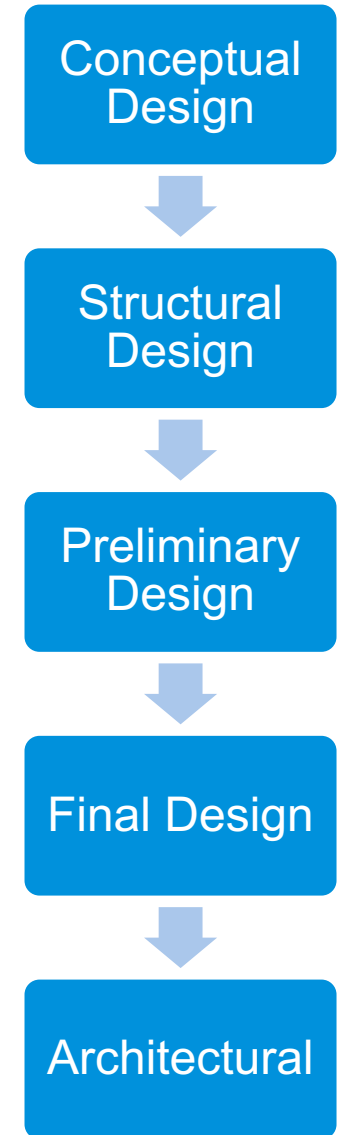 Conceptual
Design
Structural
Design
Preliminary
Design
Final Design
Architectural